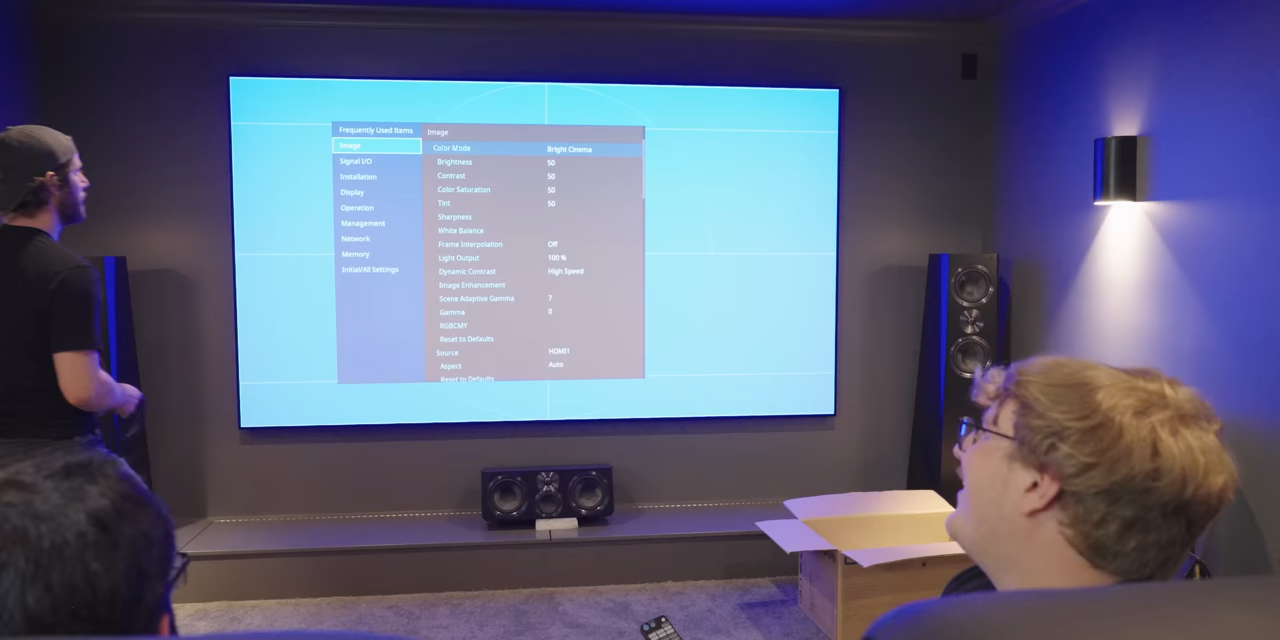 Frequently Used Items
Image
Signal I/O
Installation
Display
Operation
Management
Network
Memory
Initial/All Settings
Image
Color Mode Bright Cinema
Brightness 50
Contrast 50
Color Saturation 50
Tint 50
Sharpness
White Balance
Frame Interpolation Off
Light Output 100 %
Dynamic Contrast High Speed
Image Enhancement
Scene Adaptive Gamma 7
Gamma 0
RGBCMY
Reset to Defaults
Source HDMI1
Aspect Auto
Reset to Defaults